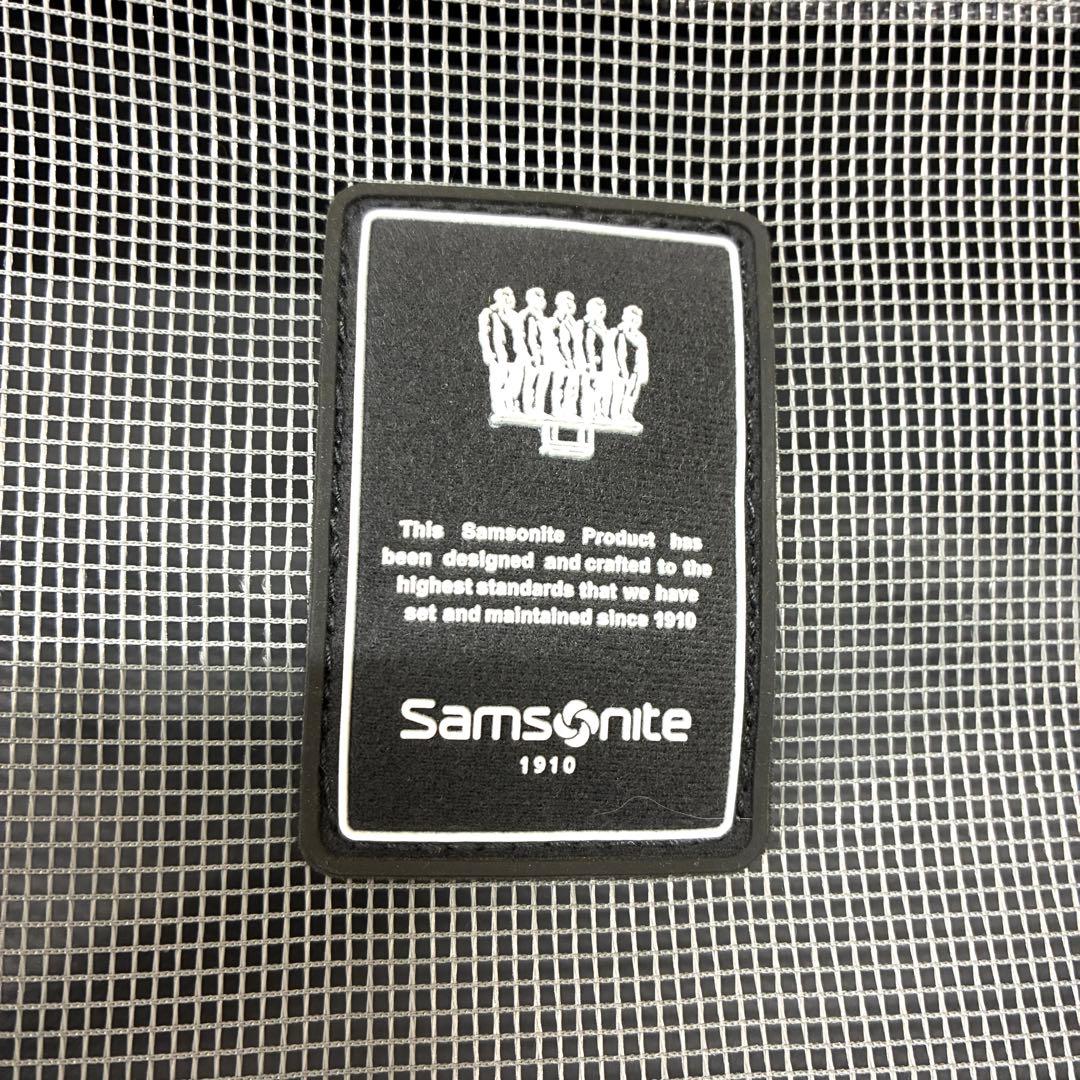 This Samsonite Product has
been designed and crafted to the
highest standards that we have
set and maintained since 1910
Samsonite
1910